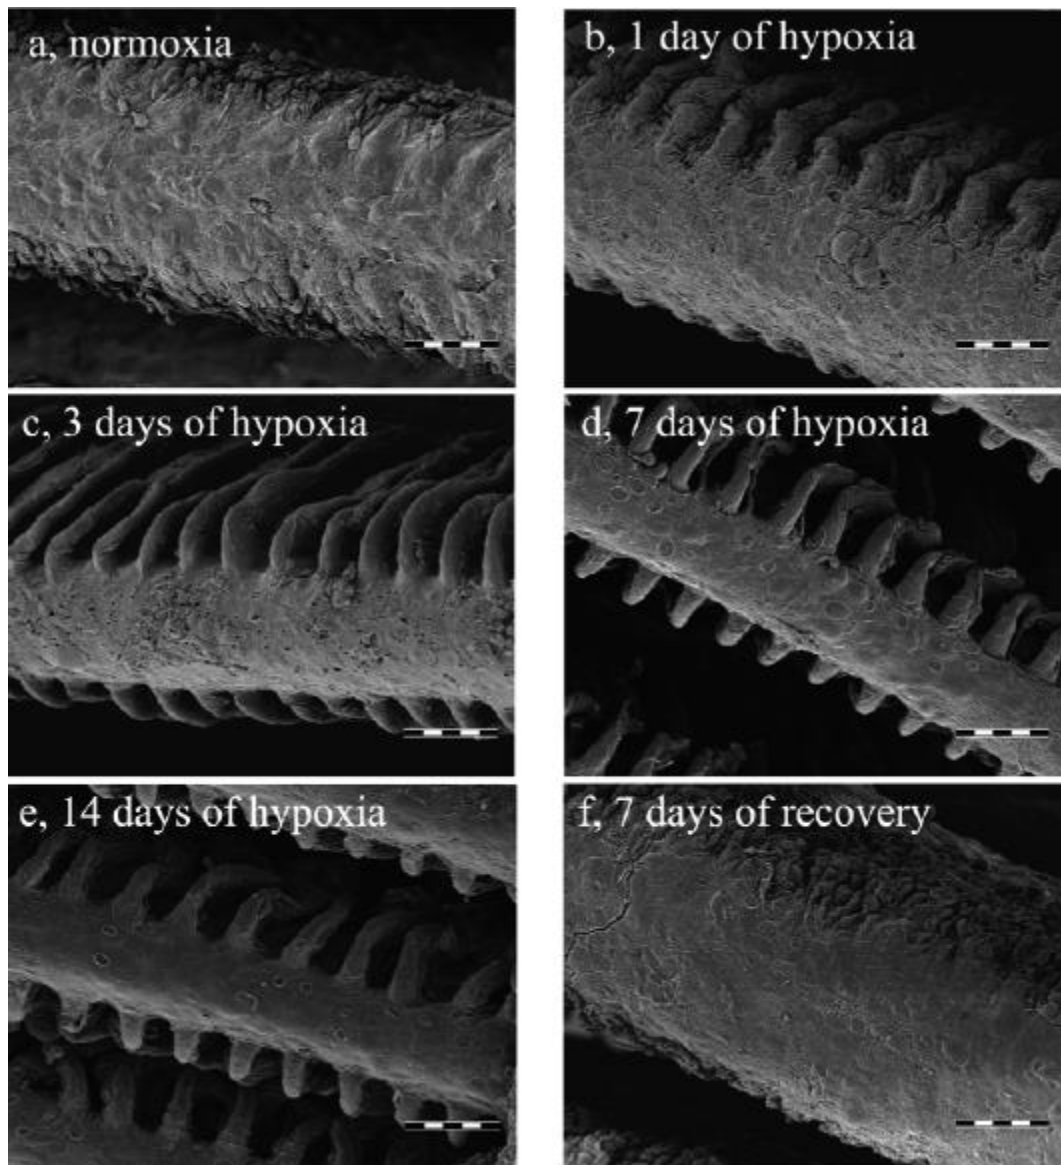 a, normoxia
b, 1 day of hypoxia
c, 3 days of hypoxia
d, 7 days of hypoxia
e, 14 days of hypoxia
f, 7 days of recovery